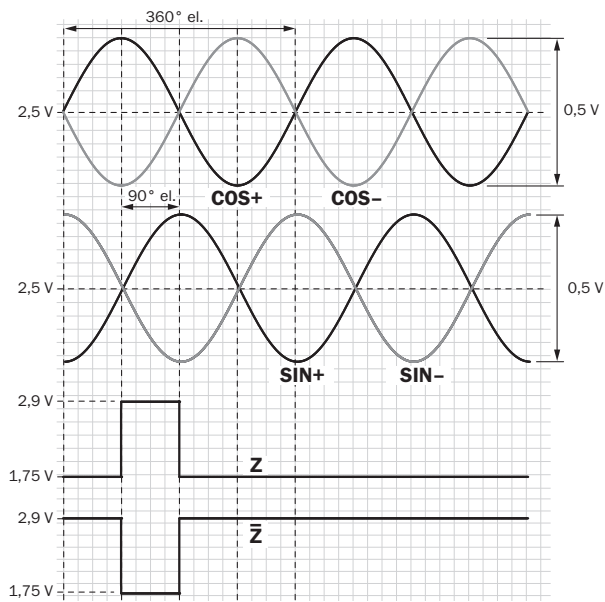 360° el.
2,5 V
0,5 V
COS+
COS–
90° el.
2,5 V
0,5 V
SIN+
SIN–
2,9 V
Z
1,75 V
2,9 V
Z̅
1,75 V